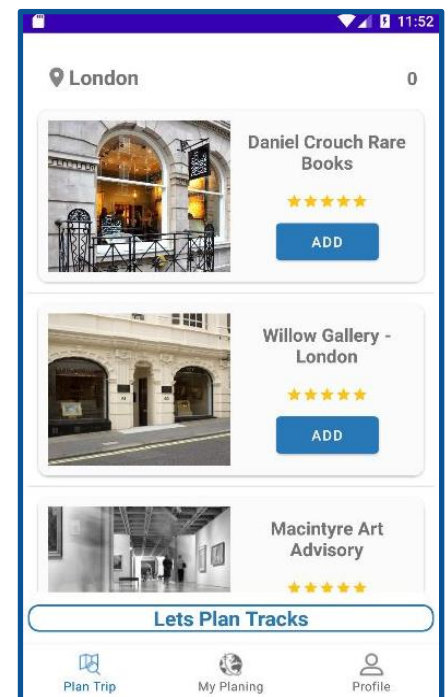 11:52
London
0
Daniel Crouch Rare
Books
ADD
Willow Gallery -
London
ADD
Macintyre Art
Advisory
Lets Plan Tracks
Plan Trip
My Planing
Profile